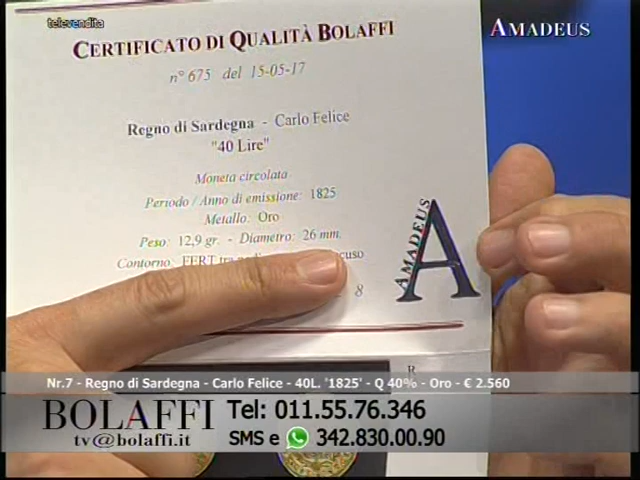 televendita
AMADEUS
CERTIFICATO DI QUALITÀ BOLAFFI
n° 675 del 15-05-17
Regno di Sardegna - Carlo Felice
"40 Lire"
Moneta circolata
Periodo / Anno di emissione: 1825
Metallo: Oro
Peso: 12,9 gr. - Diametro: 26 mm.
Contorno: FERT
8
AMADEUS
A
R
Nr.7 - Regno di Sardegna - Carlo Felice - 40L. '1825' - Q 40% - Oro - € 2.560
BOLAFFI
tv@bolaffi.it
Tel: 011.55.76.346
SMS e 342.830.00.90